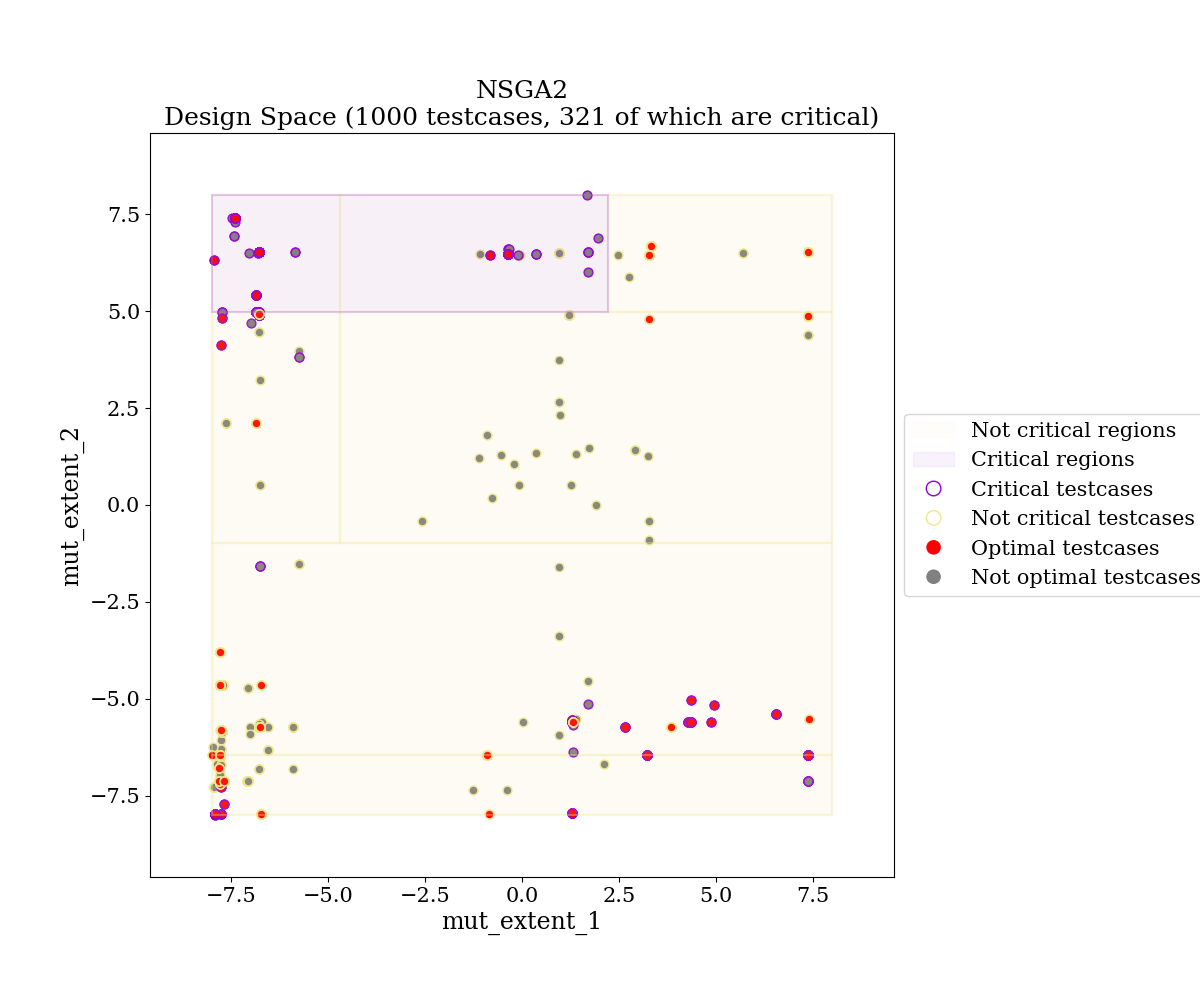 NSGA2
Design Space (1000 testcases, 321 of which are critical)
7.5
5.0
2.5
0.0
−2.5
−5.0
−7.5
mut_extent_2
−7.5
−5.0
−2.5
0.0
2.5
5.0
7.5
mut_extent_1
Not critical regions
Critical regions
Critical testcases
Not critical testcases
Optimal testcases
Not optimal testcases